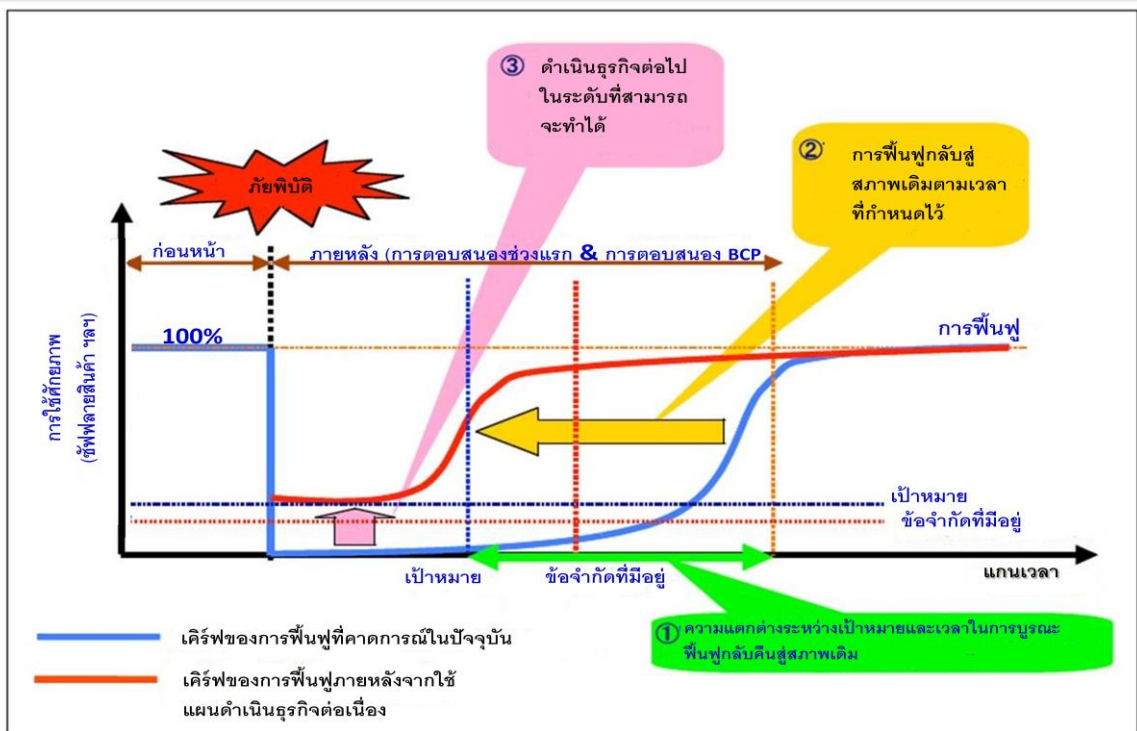 ③ ดำเนินธุรกิจต่อไป
ในระดับที่สามารถ
จะทำได้
② การฟื้นฟูกลับสู่
สภาพเดิมตามเวลา
ที่กำหนดไว้
ภัยพิบัติ
ก่อนหน้า
ภายหลัง (การตอบสนองช่วงแรก & การตอบสนอง BCP
100%
การฟื้นฟู
การใช้ศักยภาพ
(ซัพพลายสินค้า ฯลฯ)
เป้าหมาย
ข้อจำกัดที่มีอยู่
เป้าหมาย
ข้อจำกัดที่มีอยู่
แกนเวลา
① ความแตกต่างระหว่างเป้าหมายและเวลาในการบูรณะ
ฟื้นฟูกลับคืนสู่สภาพเดิม
เคิร์ฟของการฟื้นฟูที่คาดการณ์ในปัจจุบัน
เคิร์ฟของการฟื้นฟูภายหลังจากใช้
แผนดำเนินธุรกิจต่อเนื่อง